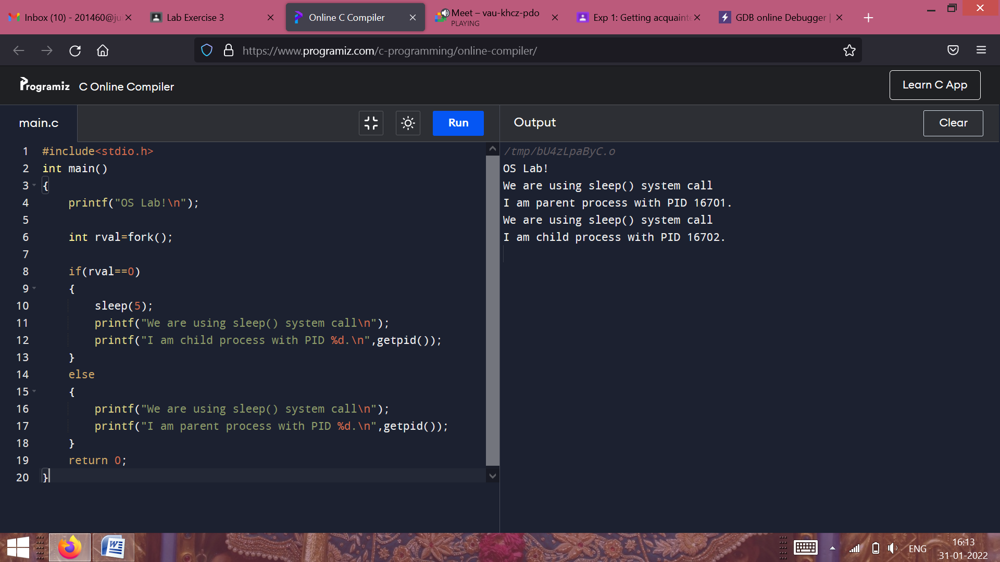 Inbox (10) - 201460@ju
Lab Exercise 3
Online C Compiler
Meet – vau-khcz-pdo
PLAYING
Exp 1: Getting acquainte
GDB online Debugger |
https://www.programiz.com/c-programming/online-compiler/
Programiz C Online Compiler
Learn C App
main.c
Run
Output
Clear
1 #include<stdio.h>
2 int main()
3 {
4 printf("OS Lab!\n");
5
6 int rval=fork();
7
8 if(rval==0)
9 {
10 sleep(5);
11 printf("We are using sleep() system call\n");
12 printf("I am child process with PID %d.\n",getpid());
13 }
14 else
15 {
16 printf("We are using sleep() system call\n");
17 printf("I am parent process with PID %d.\n",getpid());
18 }
19 return 0;
20 }
/tmp/bU4zLpaByC.o
OS Lab!
We are using sleep() system call
I am parent process with PID 16701.
We are using sleep() system call
I am child process with PID 16702.
ENG
16:13
31-01-2022